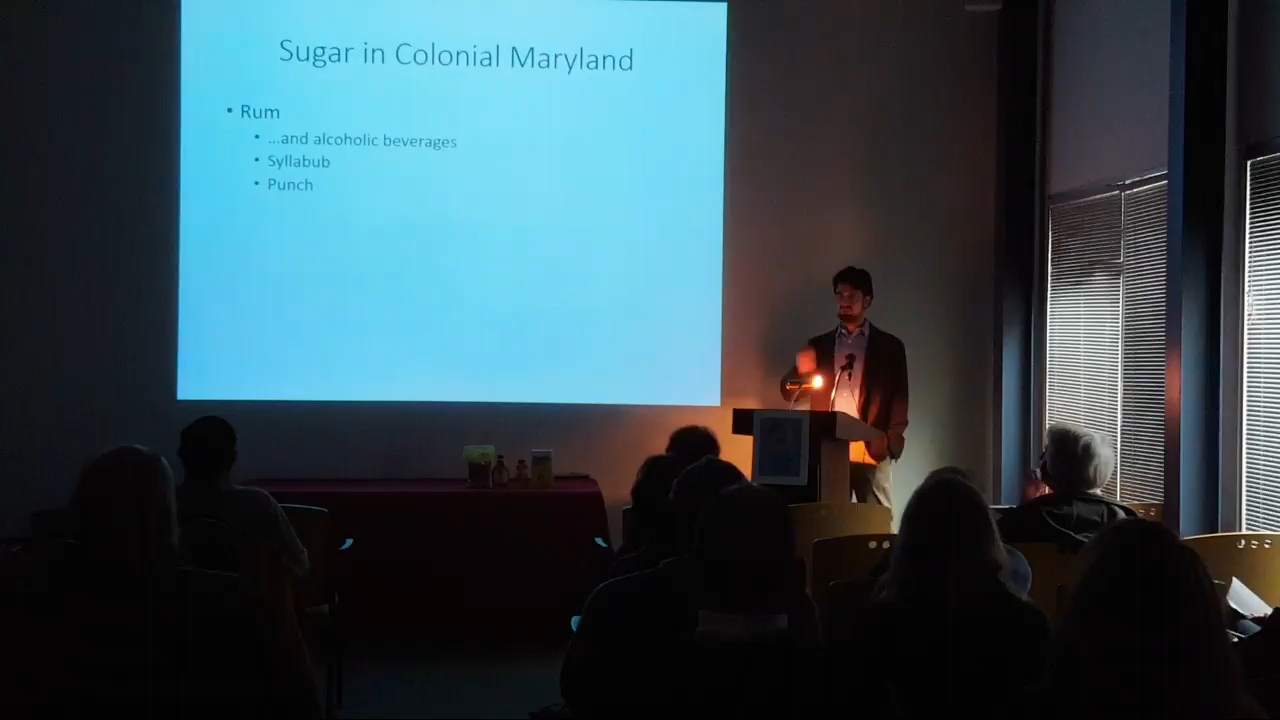 Sugar in Colonial Maryland
• Rum
• ...and alcoholic beverages
• Syllabub
• Punch